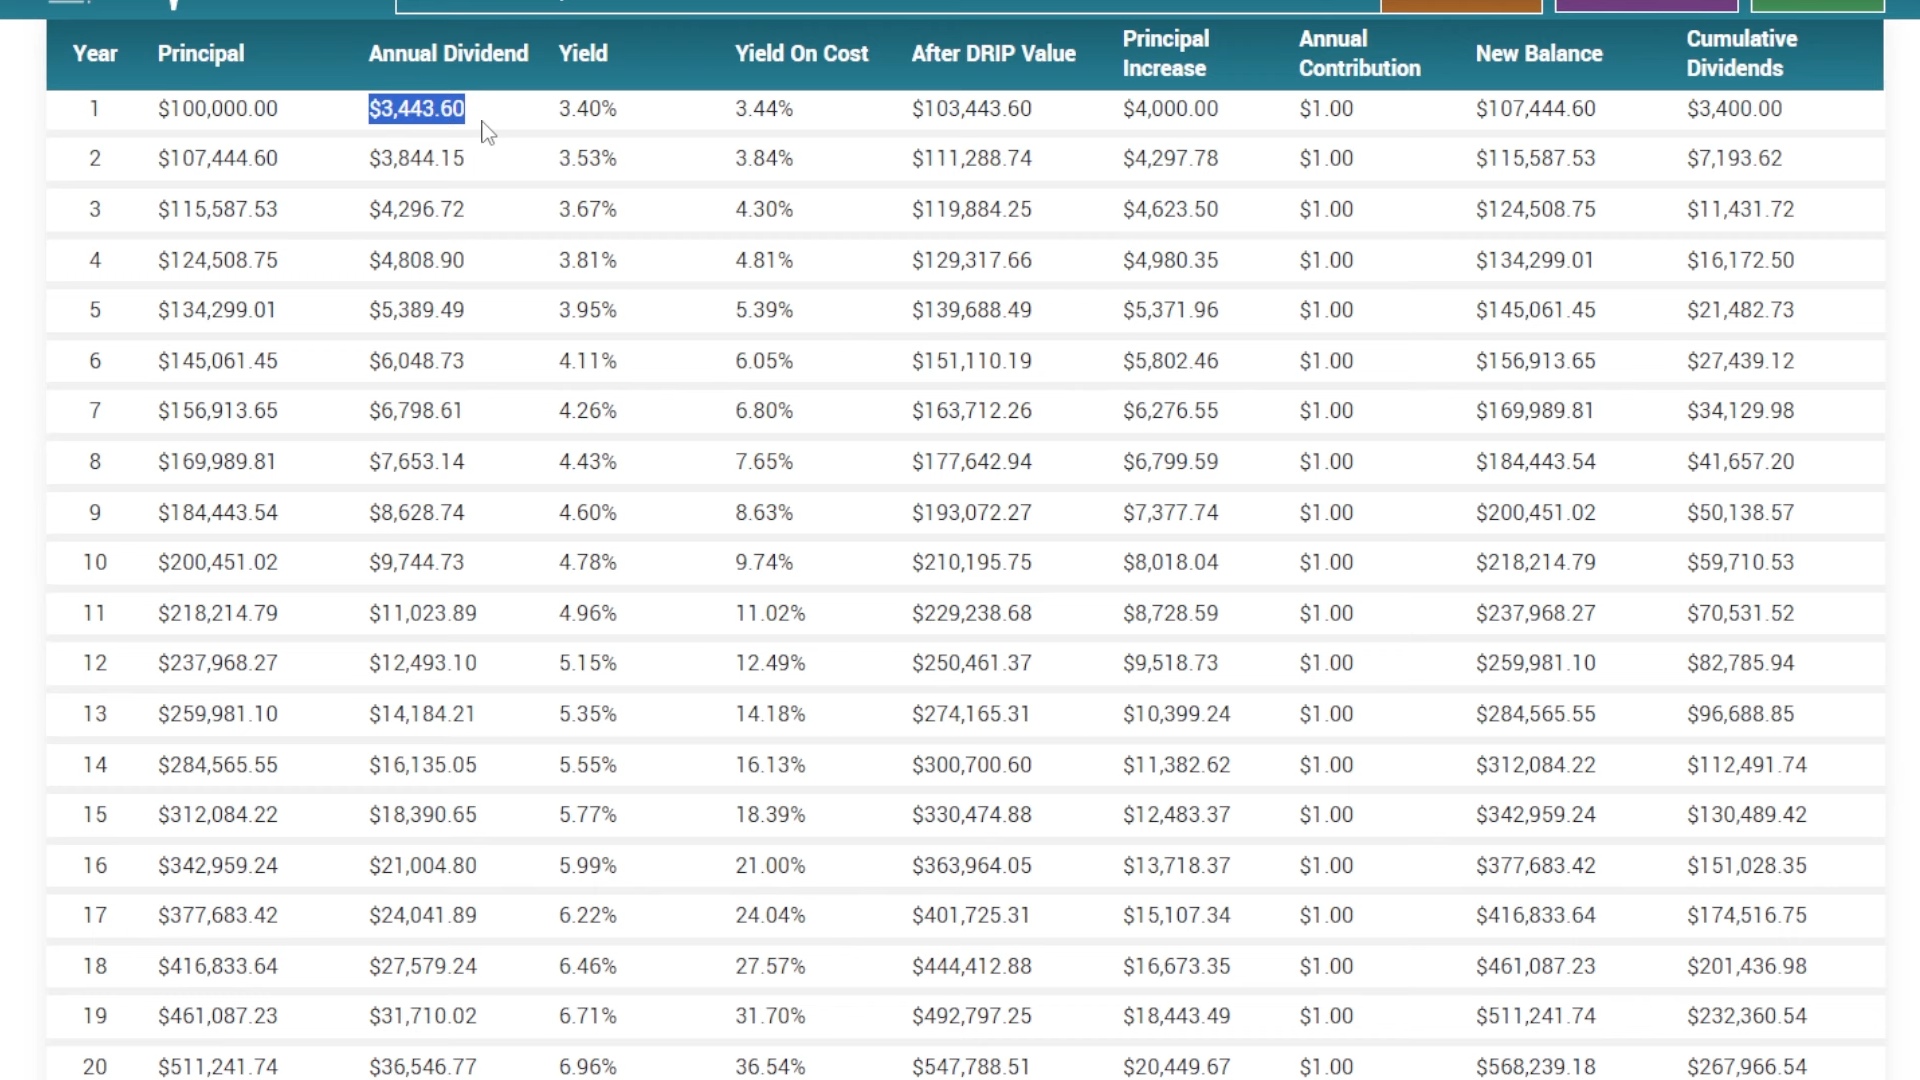 Year Principal Annual Dividend Yield Yield On Cost After DRIP Value Principal Increase Annual Contribution New Balance Cumulative Dividends
1 $100,000.00 $3,443.60 3.40% 3.44% $103,443.60 $4,000.00 $1.00 $107,444.60 $3,400.00
2 $107,444.60 $3,844.15 3.53% 3.84% $111,288.74 $4,297.78 $1.00 $115,587.53 $7,193.62
3 $115,587.53 $4,296.72 3.67% 4.30% $119,884.25 $4,623.50 $1.00 $124,508.75 $11,431.72
4 $124,508.75 $4,808.90 3.81% 4.81% $129,317.66 $4,980.35 $1.00 $134,299.01 $16,172.50
5 $134,299.01 $5,389.49 3.95% 5.39% $139,688.49 $5,371.96 $1.00 $145,061.45 $21,482.73
6 $145,061.45 $6,048.73 4.11% 6.05% $151,110.19 $5,802.46 $1.00 $156,913.65 $27,439.12
7 $156,913.65 $6,798.61 4.26% 6.80% $163,712.26 $6,276.55 $1.00 $169,989.81 $34,129.98
8 $169,989.81 $7,653.14 4.43% 7.65% $177,642.94 $6,799.59 $1.00 $184,443.54 $41,657.20
9 $184,443.54 $8,628.74 4.60% 8.63% $193,072.27 $7,377.74 $1.00 $200,451.02 $50,138.57
10 $200,451.02 $9,744.73 4.78% 9.74% $210,195.75 $8,018.04 $1.00 $218,214.79 $59,710.53
11 $218,214.79 $11,023.89 4.96% 11.02% $229,238.68 $8,728.59 $1.00 $237,968.27 $70,531.52
12 $237,968.27 $12,493.10 5.15% 12.49% $250,461.37 $9,518.73 $1.00 $259,981.10 $82,785.94
13 $259,981.10 $14,184.21 5.35% 14.18% $274,165.31 $10,399.24 $1.00 $284,565.55 $96,688.85
14 $284,565.55 $16,135.05 5.55% 16.13% $300,700.60 $11,382.62 $1.00 $312,084.22 $112,491.74
15 $312,084.22 $18,390.65 5.77% 18.39% $330,474.88 $12,483.37 $1.00 $342,959.24 $130,489.42
16 $342,959.24 $21,004.80 5.99% 21.00% $363,964.05 $13,718.37 $1.00 $377,683.42 $151,028.35
17 $377,683.42 $24,041.89 6.22% 24.04% $401,725.31 $15,107.34 $1.00 $416,833.64 $174,516.75
18 $416,833.64 $27,579.24 6.46% 27.57% $444,412.88 $16,673.35 $1.00 $461,087.23 $201,436.98
19 $461,087.23 $31,710.02 6.71% 31.70% $492,797.25 $18,443.49 $1.00 $511,241.74 $232,360.54
20 $511,241.74 $36,546.77 6.96% 36.54% $547,788.51 $20,449.67 $1.00 $568,239.18 $267,966.54